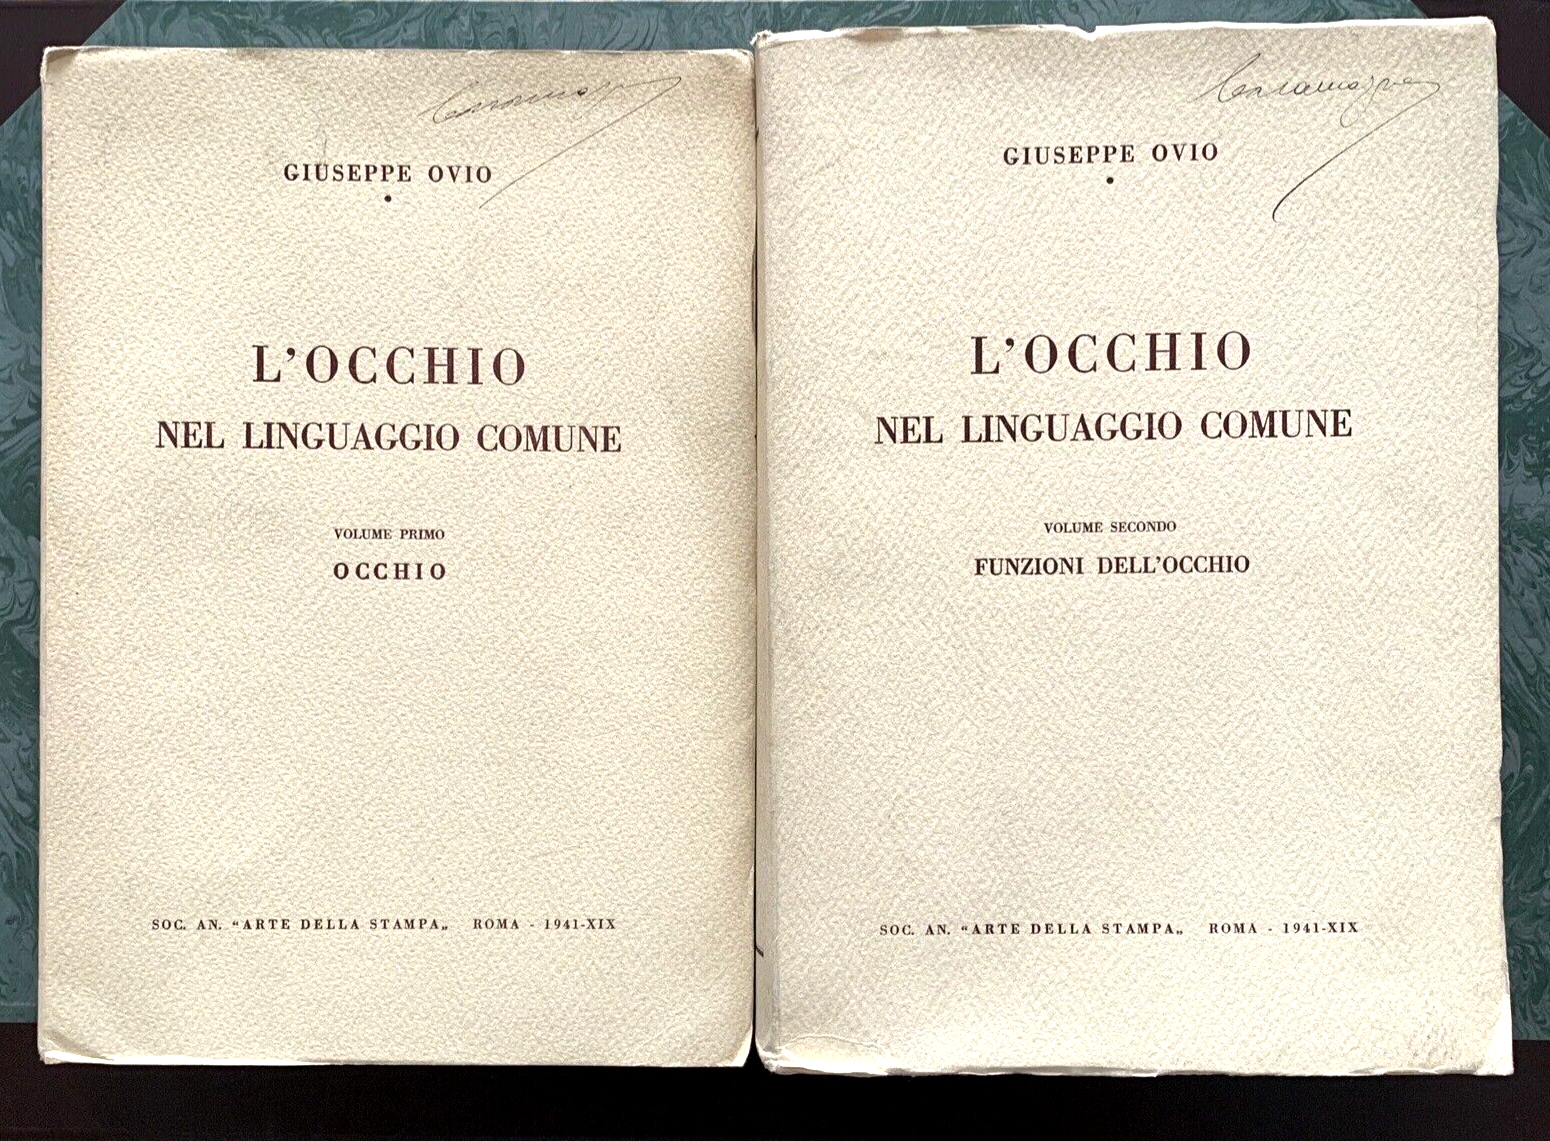 GIUSEPPE OVIO
L'OCCHIO
NEL LINGUAGGIO COMUNE
VOLUME PRIMO
OCCHIO
SOC. AN. “ARTE DELLA STAMPA„ ROMA - 1941-XIX
GIUSEPPE OVIO
L'OCCHIO
NEL LINGUAGGIO COMUNE
VOLUME SECONDO
FUNZIONI DELL'OCCHIO
SOC. AN. “ARTE DELLA STAMPA„ ROMA - 1941-XIX